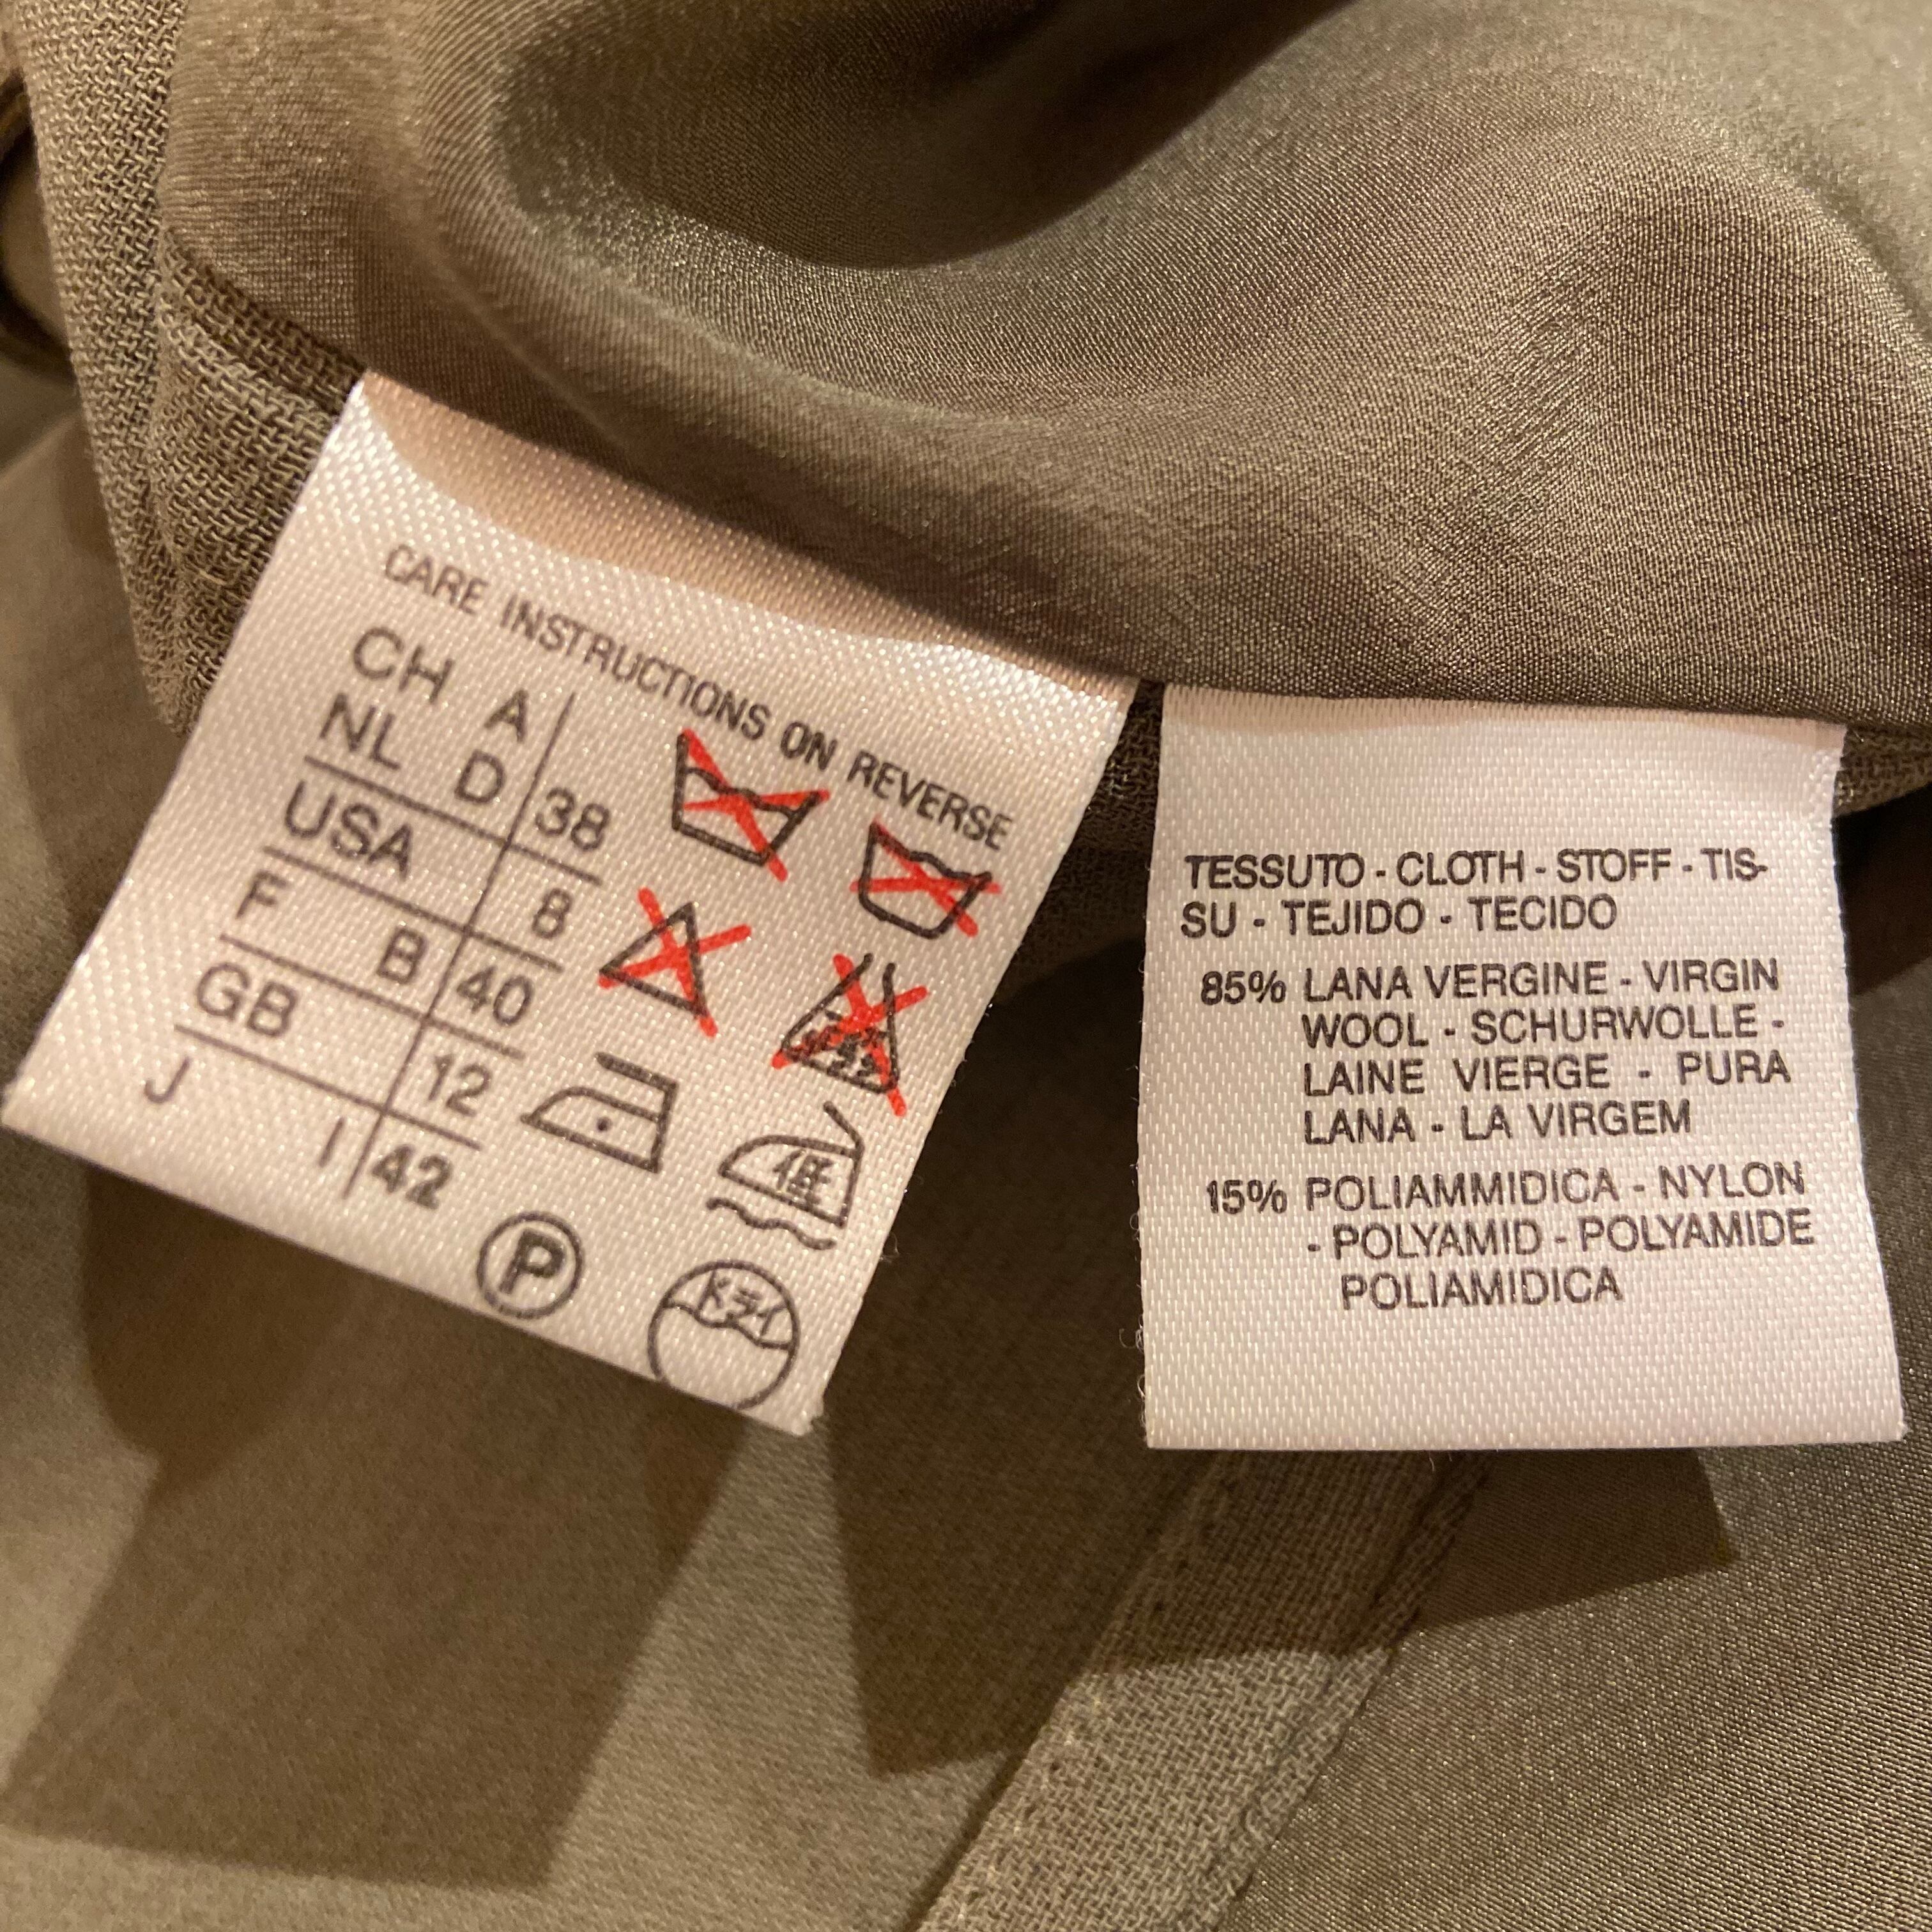 CARE INSTRUCTIONS ON REVERSE
CH A
NL D 38
USA 8
F B 40
GB 12
J I 42
低
P
ドライ
TESSUTO - CLOTH - STOFF - TIS-
SU - TEJIDO - TECIDO
85% LANA VERGINE - VIRGIN
WOOL - SCHURWOLLE -
LAINE VIERGE - PURA
LANA - LA VIRGEM
15% POLIAMMIDICA - NYLON
- POLYAMID - POLYAMIDE
POLIAMIDICA